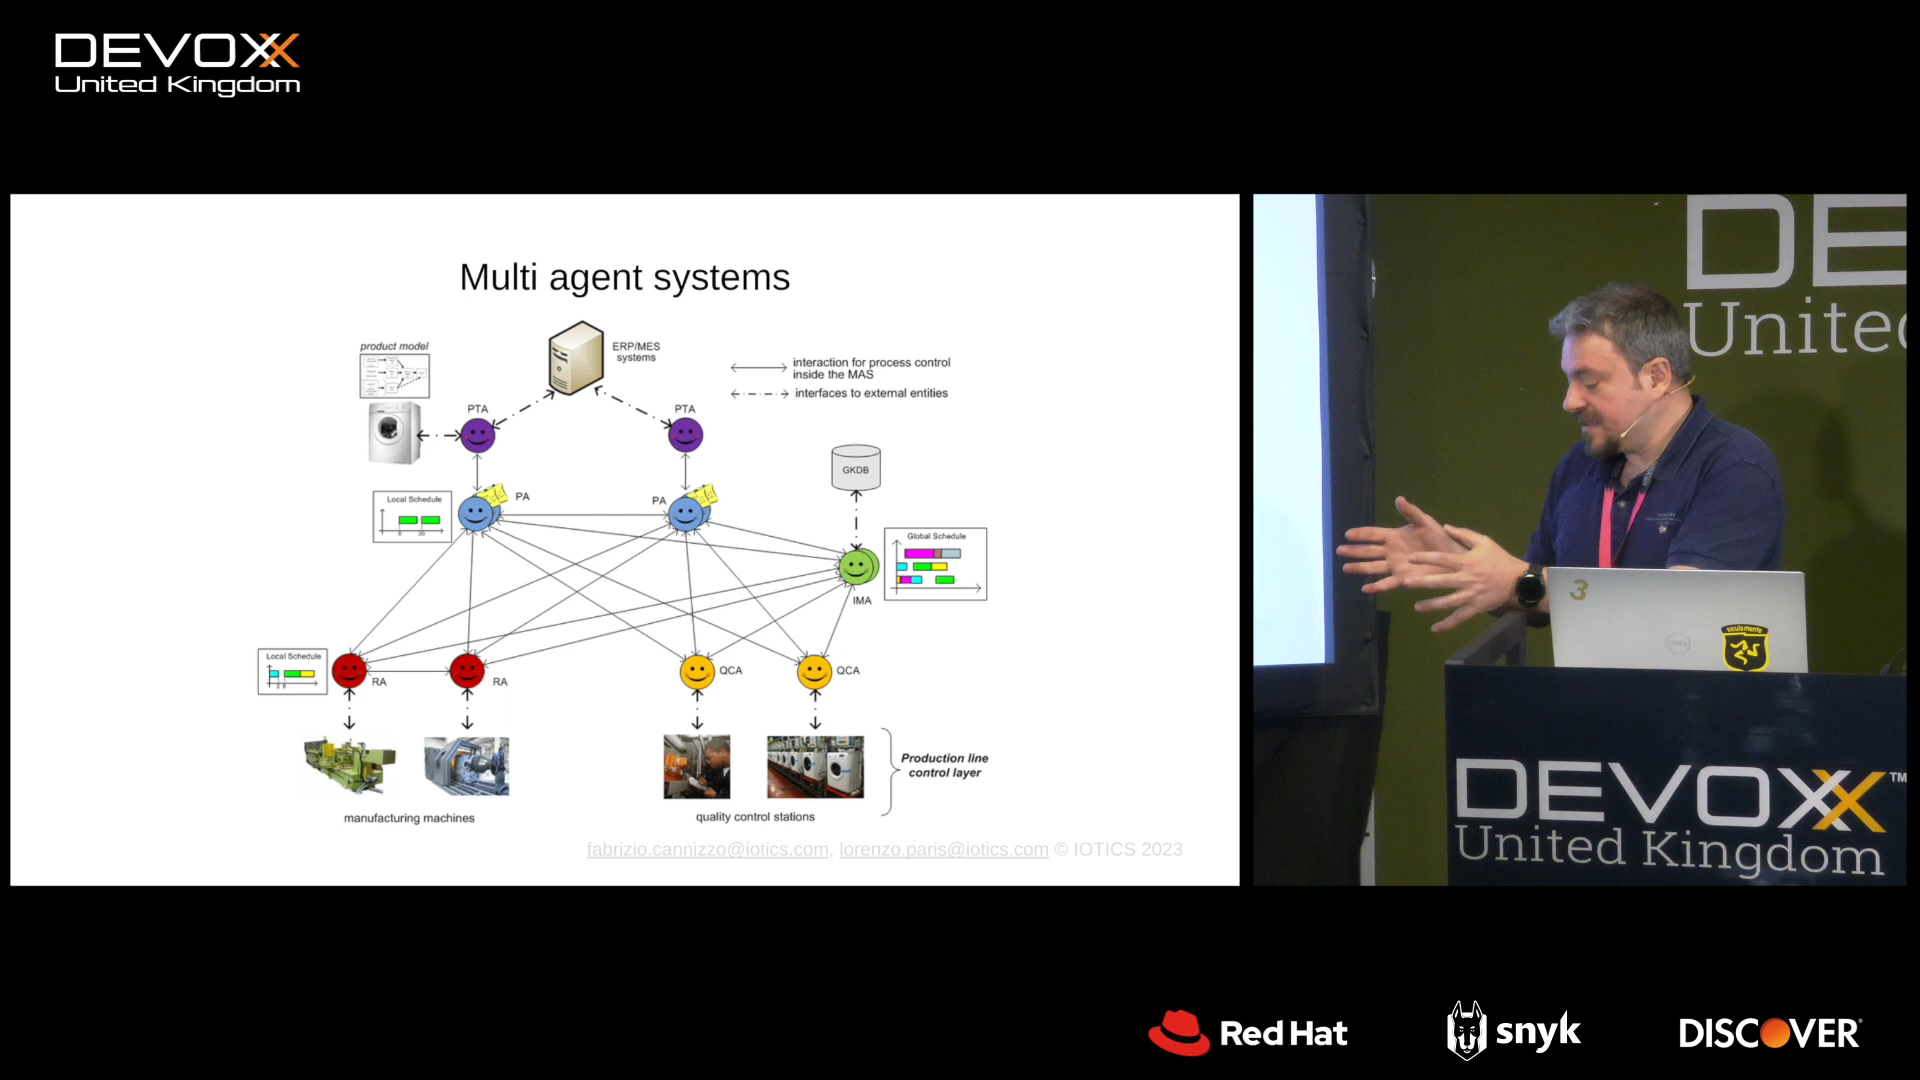 DEVOXX
United Kingdom
Multi agent systems
product model
ERP/MES
systems
interaction for process control
inside the MAS
interfaces to external entities
PTA
PTA
GKDB
Local Schedule
PA
PA
Global Schedule
IMA
Local Schedule
RA
RA
QCA
QCA
Production line
control layer
manufacturing machines
quality control stations
fabrizio.cannizzo@iotics.com, lorenzo.paris@iotics.com © IOTICS 2023
DE
Unite
3
siculamente
DEVOXX™
United Kingdom
Red Hat
snyk
DISCOVER